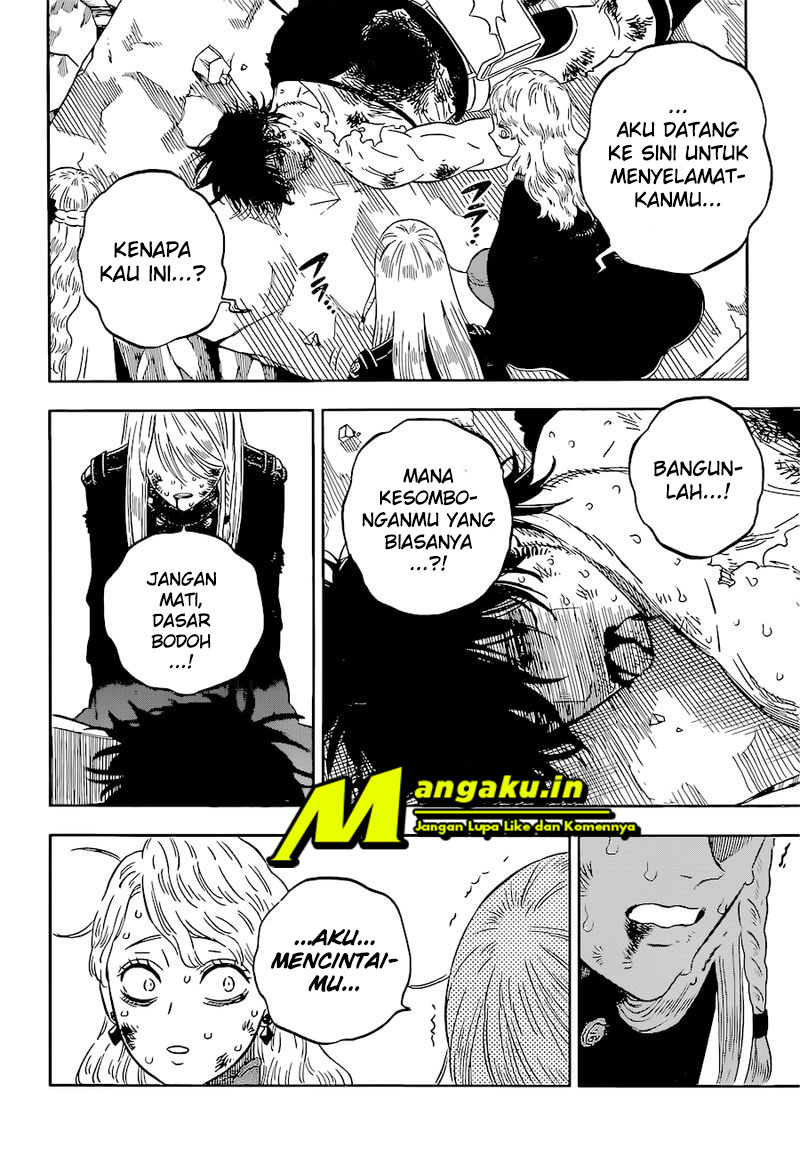 ...
AKU DATANG
KE SINI UNTUK
MENYELAMAT-
KANMU...
KENAPA
KAU INI...?
BANGUN-
LAH...!
MANA
KESOMBO-
NGANMU YANG
BIASANYA
...?!
JANGAN
MATI,
DASAR
BODOH
...!
Mangaku.in
Jangan Lupa Like dan Komennya
...AKU...
MENCINTAI-
MU...